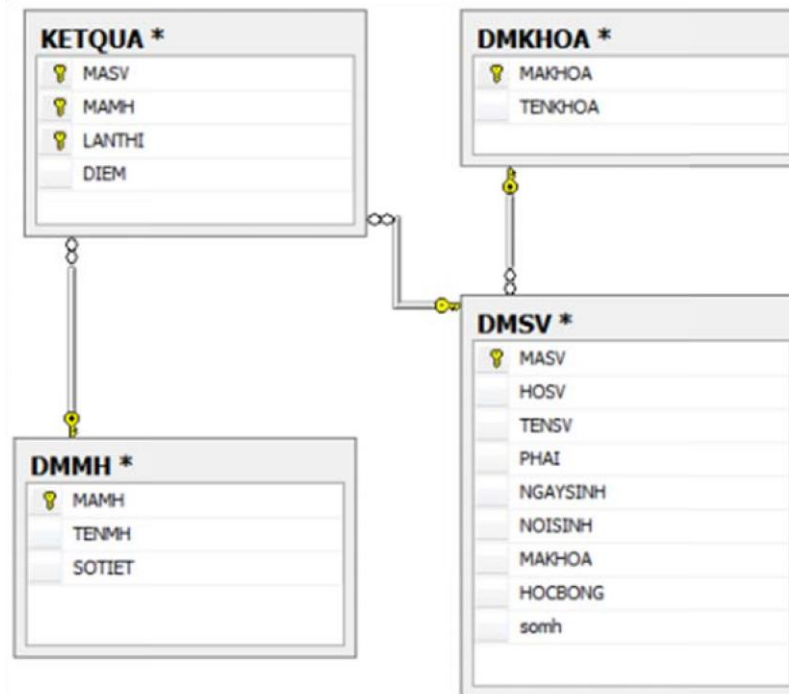 KETQUA *
MASV
MAMH
LANTHI
DIEM
DMKHOA *
MAKHOA
TENKHOA
DMMH *
MAMH
TENMH
SOTIET
DMSV *
MASV
HOSV
TENSV
PHAI
NGAYSINH
NOISINH
MAKHOA
HOCBONG
somh